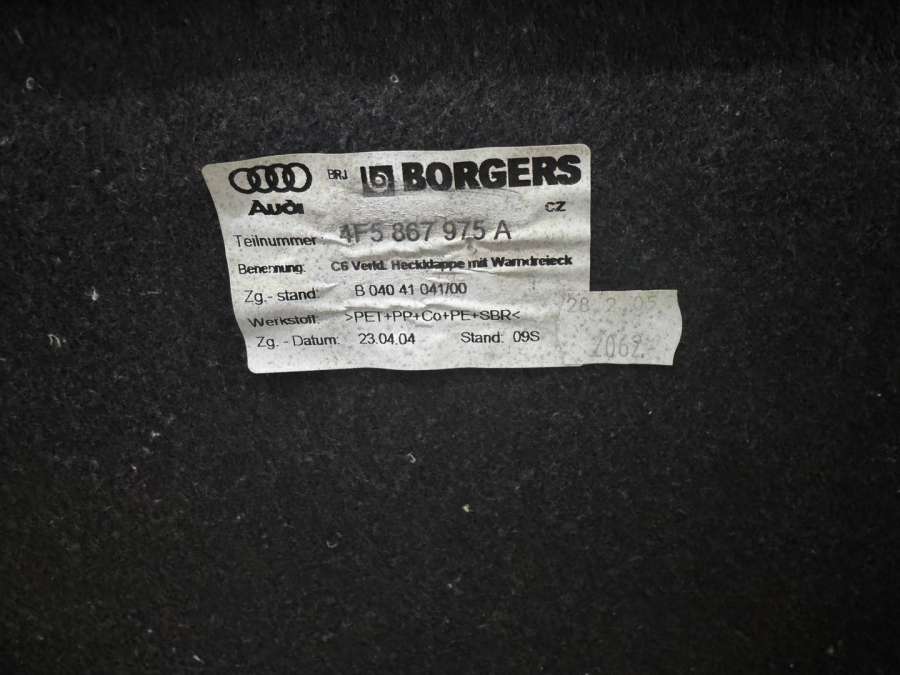 BRJ BORGERS
Audi CZ
Teilnummer: 4F5 867 975 A
Benennung: C6 Verkl. Heckklappe mit Warndreieck
Zg.- stand: B 040 41 041/00
Werkstoff: >PET+PP+Co+PE+SBR<
Zg. - Datum: 23.04.04 Stand: 09S
28.2.05
2062